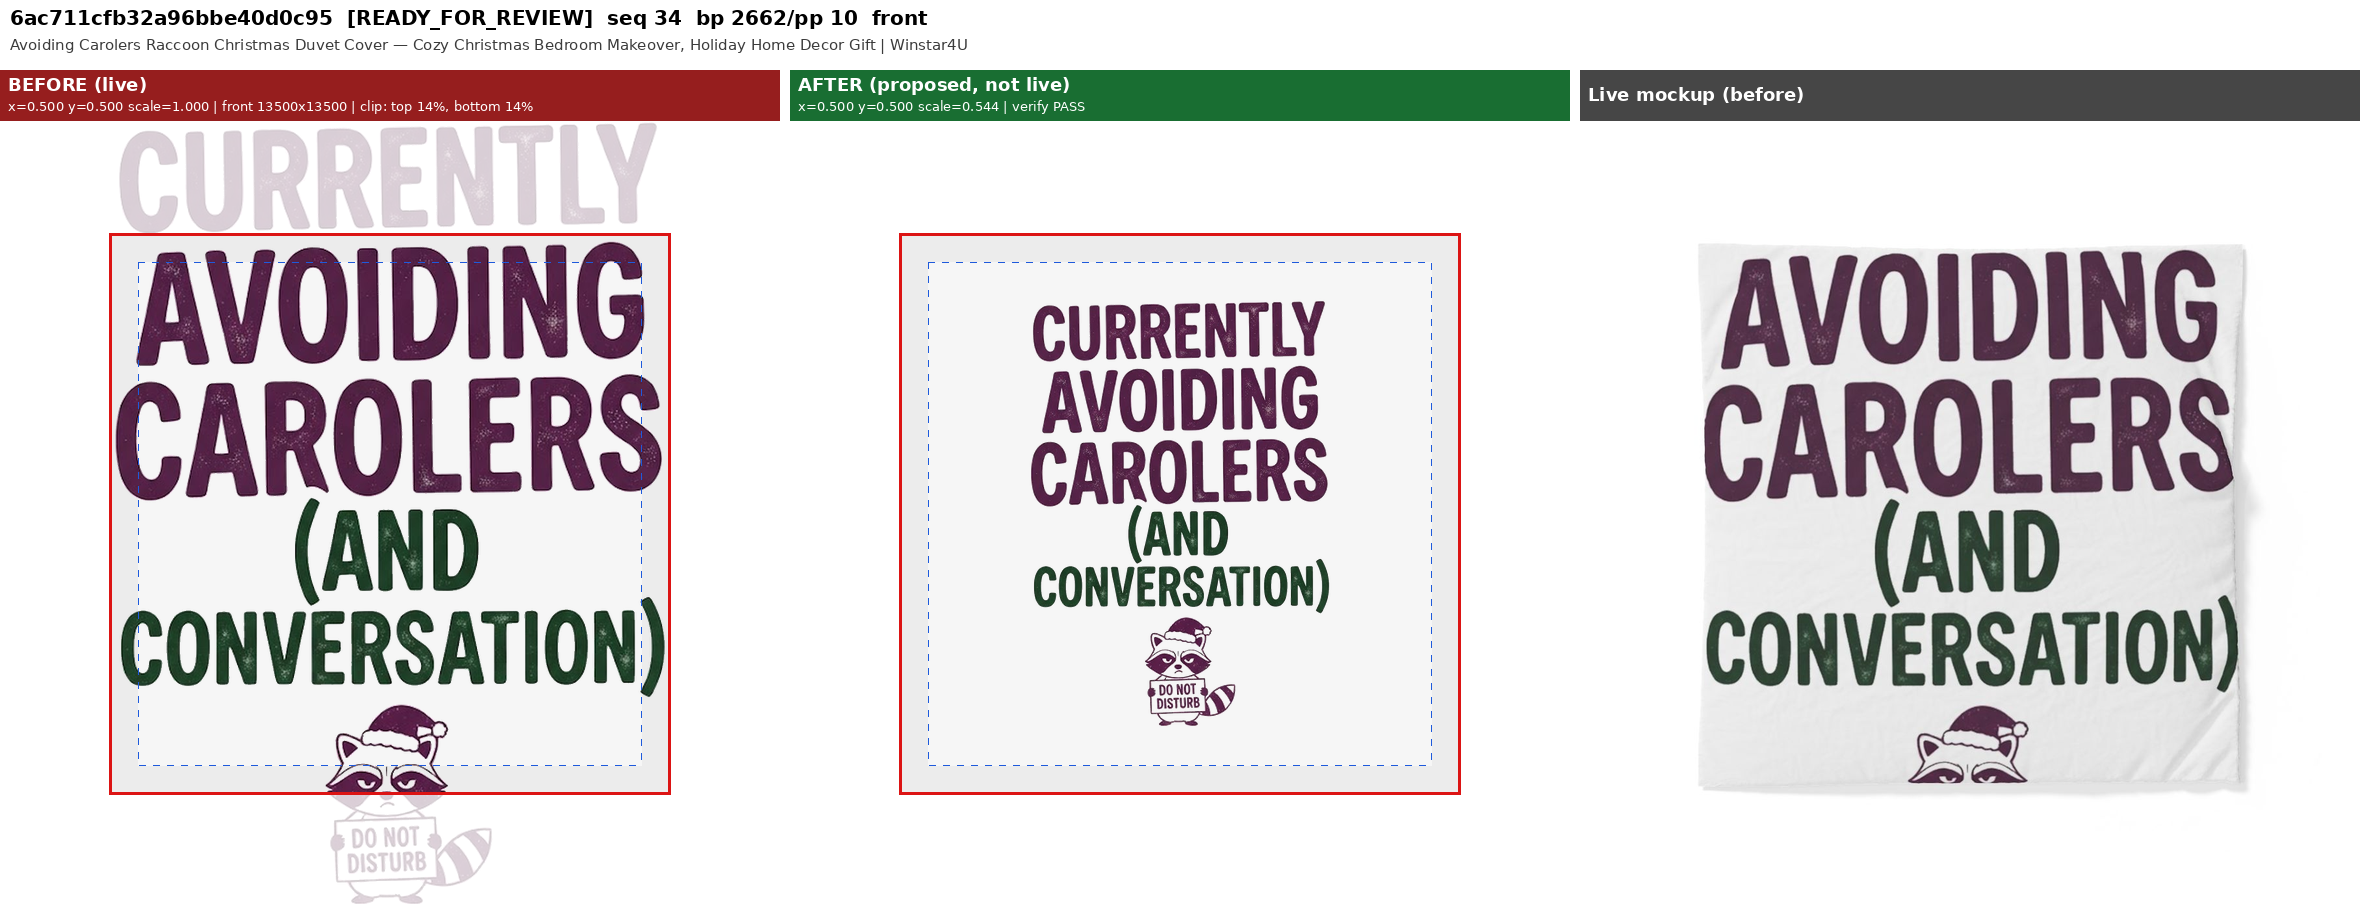 6ac711cfb32a96bbe40d0c95  [READY_FOR_REVIEW]  seq 34  bp 2662/pp 10  front
Avoiding Carolers Raccoon Christmas Duvet Cover — Cozy Christmas Bedroom Makeover, Holiday Home Decor Gift | Winstar4U
BEFORE (live)
x=0.500 y=0.500 scale=1.000 | front 13500x13500 | clip: top 14%, bottom 14%
CURRENTLY
AVOIDING
CAROLERS
(AND
CONVERSATION)
DO NOT
DISTURB
AFTER (proposed, not live)
x=0.500 y=0.500 scale=0.544 | verify PASS
CURRENTLY
AVOIDING
CAROLERS
(AND
CONVERSATION)
DO NOT
DISTURB
Live mockup (before)
AVOIDING
CAROLERS
(AND
CONVERSATION)